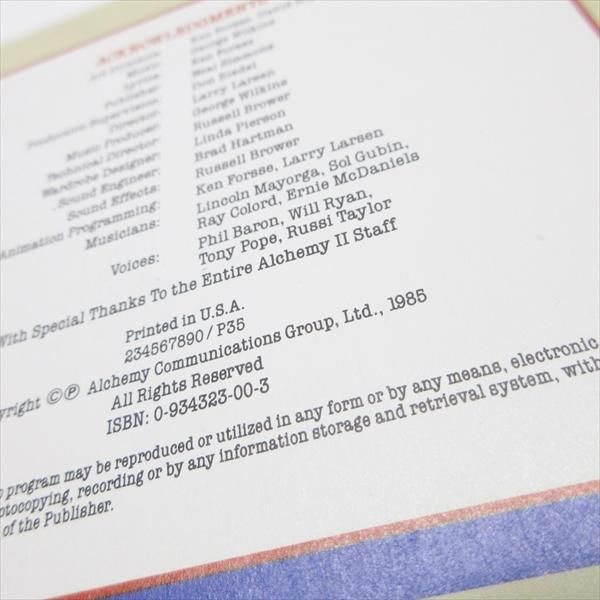 ACKNOWLEDGMENTS
Ken Forsse, David
George Wilkins
Music: Ken Forsse
Lyrics: Neal Simmons
Publisher: Don Riedel
Production Supervision: Larry Larsen
Director: George Wilkins
Music Producer: Russell Brower
Technical Director: Linda Pierson
Wardrobe Designer: Brad Hartman
Sound Engineer: Russell Brower
Sound Effects: Ken Forsse, Larry Larsen
Animation Programming: Lincoln Mayorga, Sol Gubin,
Musicians: Ray Colord, Ernie McDaniels
Phil Baron, Will Ryan,
Voices: Tony Pope, Russi Taylor
With Special Thanks To the Entire Alchemy II Staff
Printed in U.S.A.
234567890 / P35
yright © ℗ Alchemy Communications Group, Ltd., 1985
All Rights Reserved
ISBN: 0-934323-00-3
program may be reproduced or utilized in any form or by any means, electronic
otocopying, recording or by any information storage and retrieval system, with
of the Publisher.